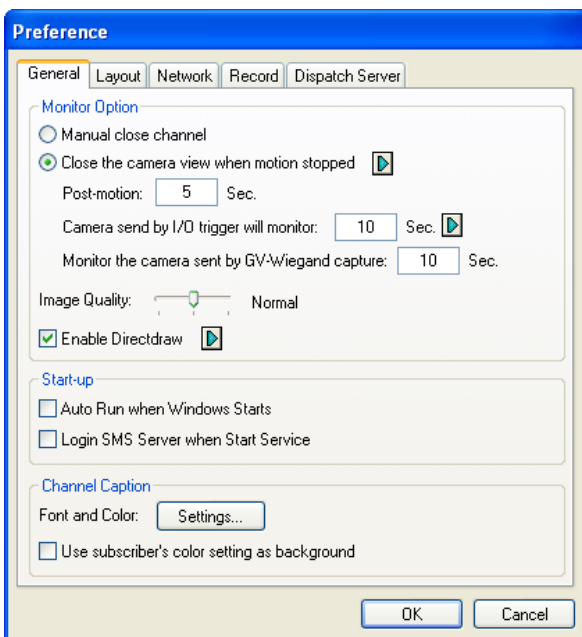 Preference
General Layout Network Record Dispatch Server
Monitor Option
Manual close channel
Close the camera view when motion stopped
Post-motion: 5 Sec.
Camera send by I/O trigger will monitor: 10 Sec.
Monitor the camera sent by GV-Wiegand capture: 10 Sec.
Image Quality: Normal
Enable Directdraw
Start-up
Auto Run when Windows Starts
Login SMS Server when Start Service
Channel Caption
Font and Color: Settings...
Use subscriber's color setting as background
OK Cancel